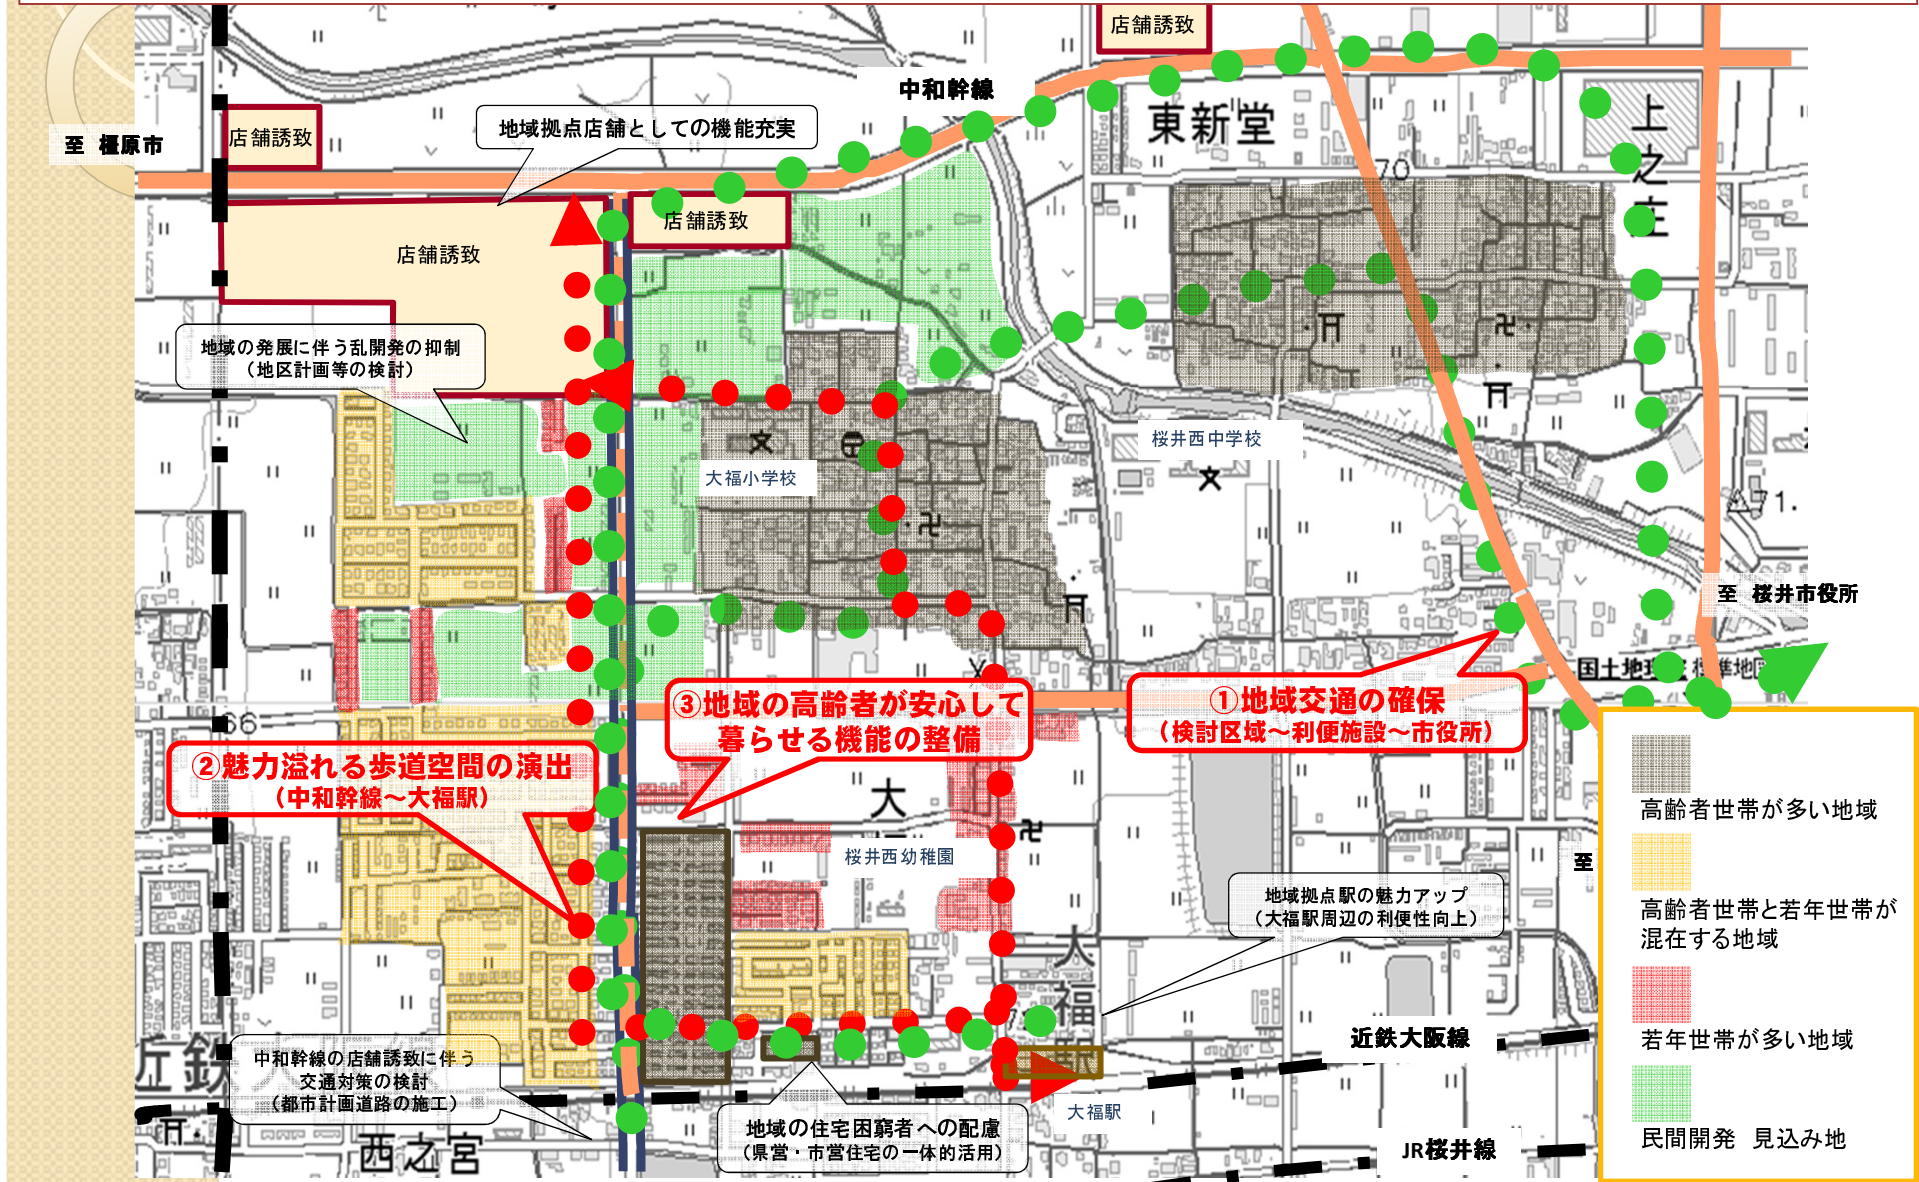 店舗誘致
中和幹線
東新堂
上之庄
70
至 橿原市
店舗誘致
地域拠点店舗としての機能充実
店舗誘致
店舗誘致
地域の発展に伴う乱開発の抑制
（地区計画等の検討）
桜井西中学校
大福小学校
71.
至 桜井市役所
66
③地域の高齢者が安心して
暮らせる機能の整備
①地域交通の確保
（検討区域～利便施設～市役所）
②魅力溢れる歩道空間の演出
（中和幹線～大福駅）
大
桜井西幼稚園
至
地域拠点駅の魅力アップ
（大福駅周辺の利便性向上）
大福
近鉄大阪線
近鉄
中和幹線の店舗誘致に伴う
交通対策の検討
（都市計画道路の施工）
地域の住宅困窮者への配慮
（県営・市営住宅の一体的活用）
大福駅
西之宮
JR桜井線
高齢者世帯が多い地域
高齢者世帯と若年世帯が
混在する地域
若年世帯が多い地域
民間開発 見込み地